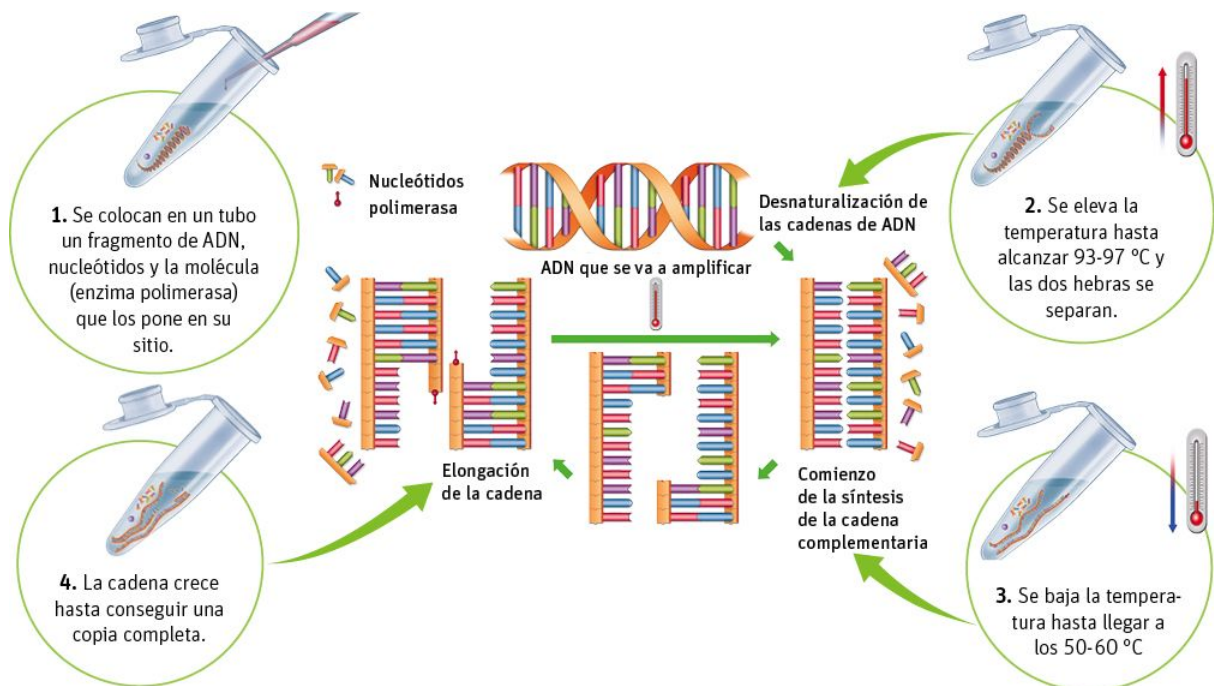 1. Se colocan en un tubo
un fragmento de ADN,
nucleótidos y la molécula
(enzima polimerasa)
que los pone en su
sitio.
Nucleótidos
polimerasa
ADN que se va a amplificar
Desnaturalización de
las cadenas de ADN
2. Se eleva la
temperatura hasta
alcanzar 93-97 ºC y
las dos hebras se
separan.
Elongación
de la cadena
Comienzo
de la síntesis
de la cadena
complementaria
4. La cadena crece
hasta conseguir una
copia completa.
3. Se baja la tempera-
tura hasta llegar a
los 50-60 ºC